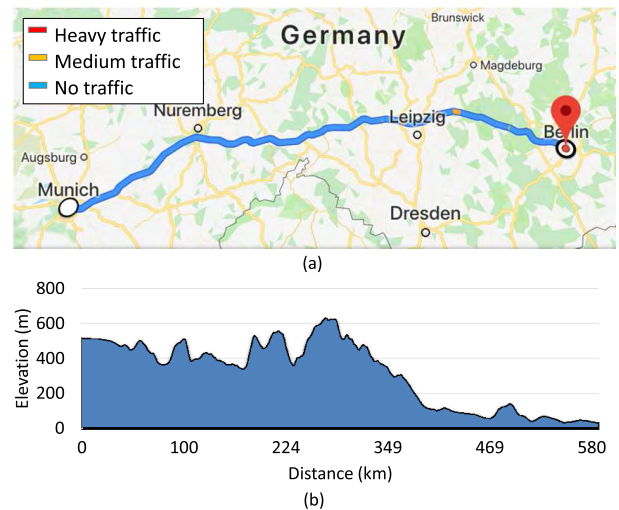 Heavy traffic
Medium traffic
No traffic
Germany
Brunswick
Magdeburg
Nuremberg
Leipzig
Berlin
Augsburg
Munich
Dresden
(a)
800
600
400
200
0
Elevation (m)
0 100 224 349 469 580
Distance (km)
(b)